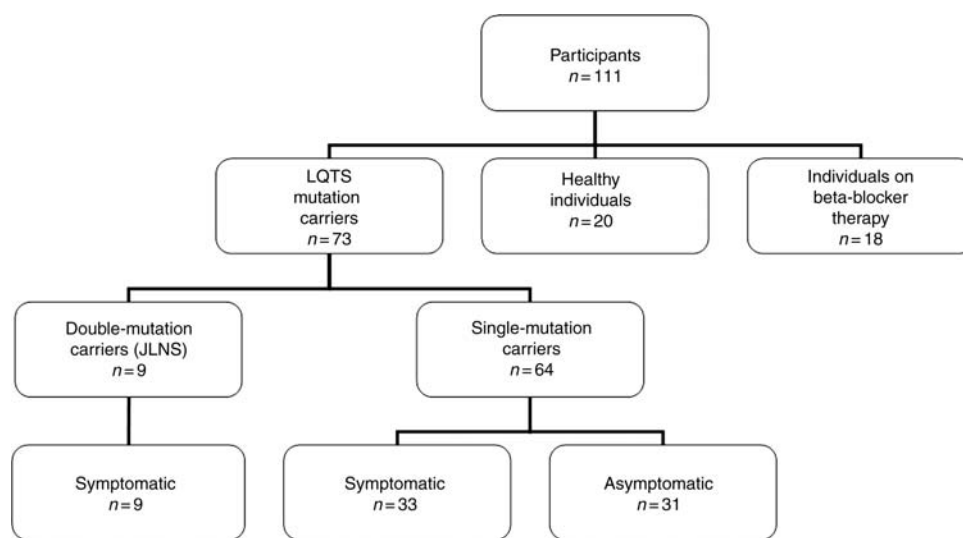 Participants
n=111
LQTS
mutation
carriers
n=73
Healthy
individuals
n=20
Individuals on
beta-blocker
therapy
n=18
Double-mutation
carriers (JLNS)
n=9
Single-mutation
carriers
n=64
Symptomatic
n=9
Symptomatic
n=33
Asymptomatic
n=31